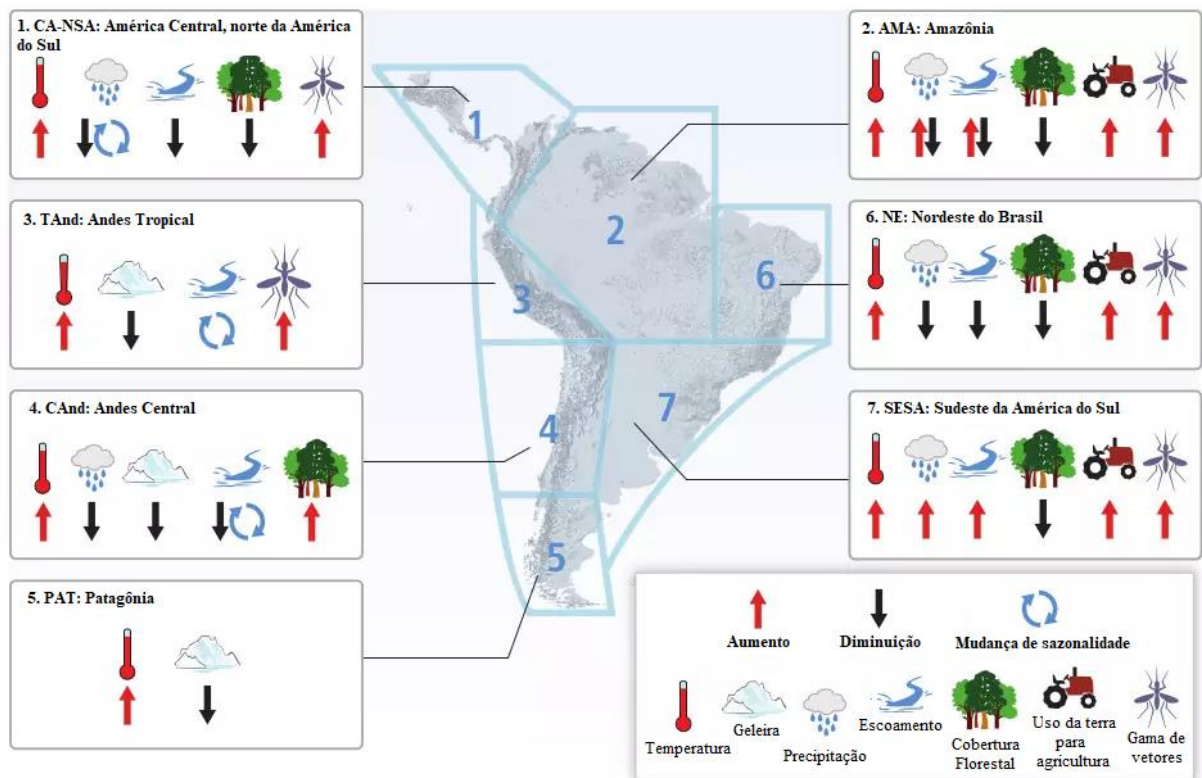 1. CA-NSA: América Central, norte da América
do Sul
2. AMA: Amazônia
3. TAnd: Andes Tropical
6. NE: Nordeste do Brasil
4. CAnd: Andes Central
7. SESA: Sudeste da América do Sul
5. PAT: Patagônia
1
2
3
6
4
7
5
Aumento
Diminuição
Mudança de sazonalidade
Temperatura
Geleira
Precipitação
Escoamento
Cobertura
Florestal
Uso da terra
para
agricultura
Gama de
vetores